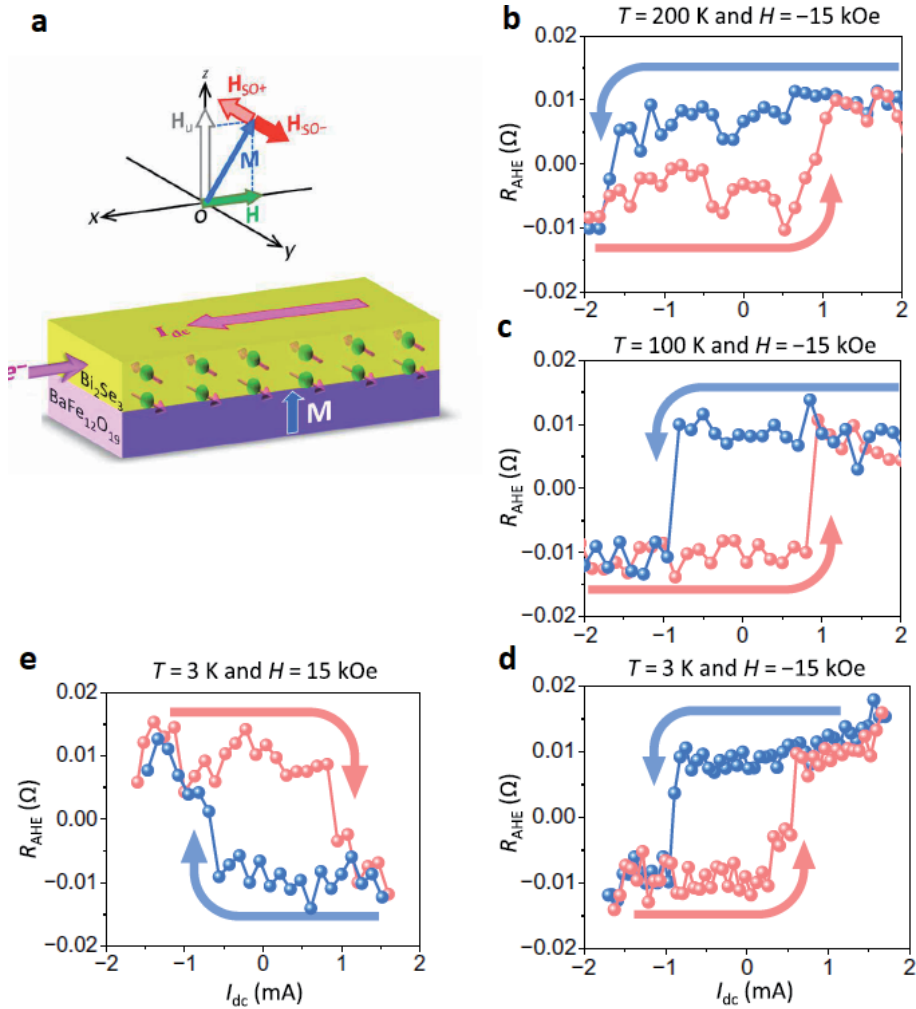 a
z
H_SO+
H_u
H_SO−
M
x
O
H
y
I_dc
e⁻
Bi₂Se₃
BaFe₁₂O₁₉
M
b
T = 200 K and H = −15 kOe
0.02
0.01
0.00
−0.01
−0.02
R_AHE (Ω)
−2 −1 0 1 2
c
T = 100 K and H = −15 kOe
0.02
0.01
0.00
−0.01
−0.02
R_AHE (Ω)
−2 −1 0 1 2
e
T = 3 K and H = 15 kOe
0.02
0.01
0.00
−0.01
−0.02
R_AHE (Ω)
−2 −1 0 1 2
I_dc (mA)
d
T = 3 K and H = −15 kOe
0.02
0.01
0.00
−0.01
−0.02
R_AHE (Ω)
−2 −1 0 1 2
I_dc (mA)